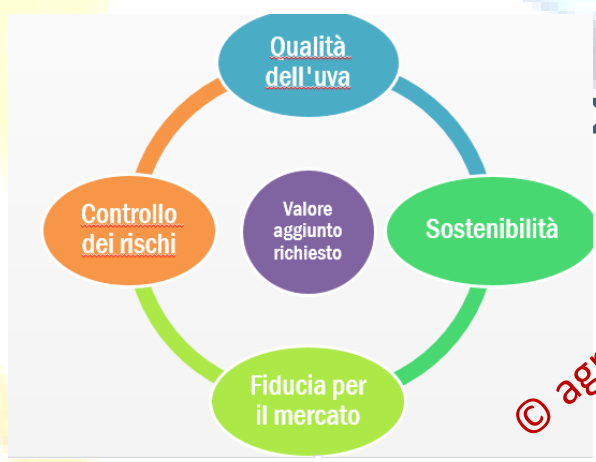 Qualità
dell'uva
Controllo
dei rischi
Valore
aggiunto
richiesto
Sostenibilità
Fiducia per
il mercato
©